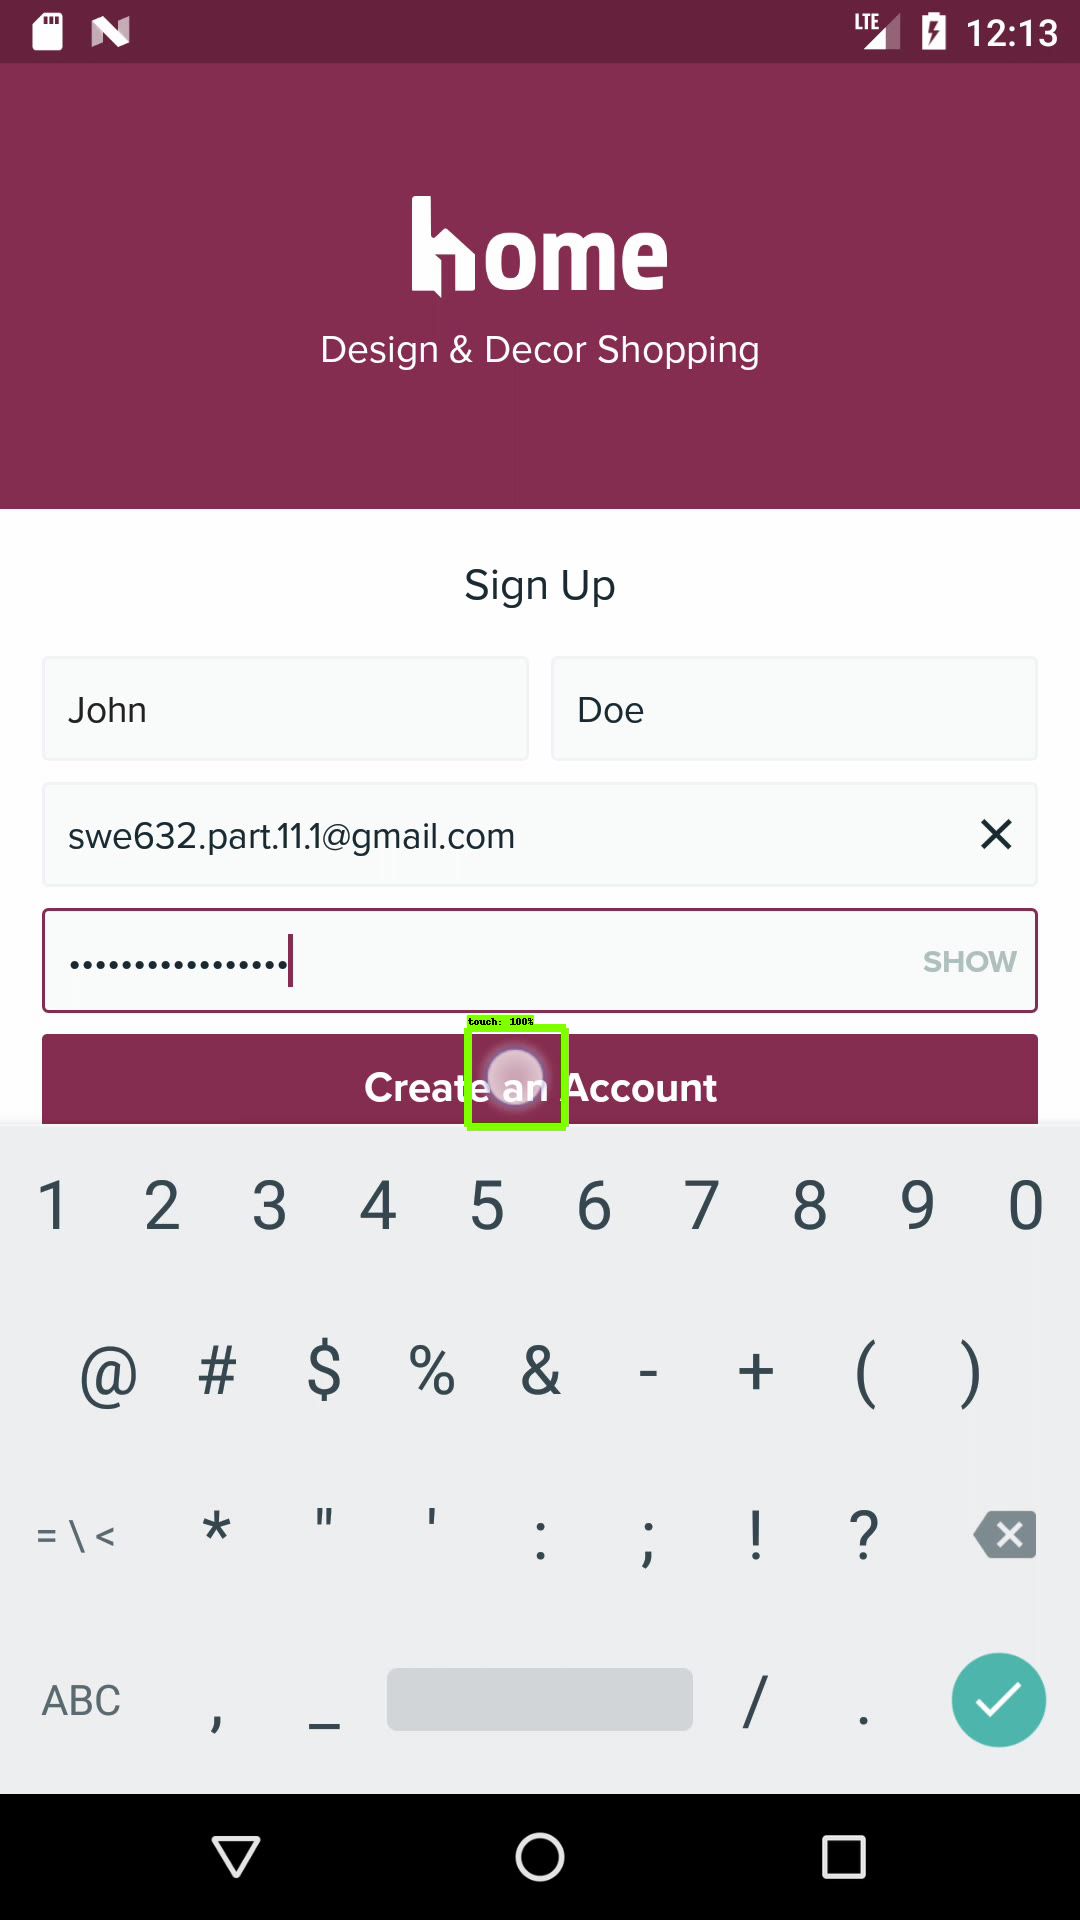 LTE 12:13
home
Design & Decor Shopping
Sign Up
John Doe
swe632.part.11.1@gmail.com
••••••••••••••••• SHOW
touch: 100%
Create an Account
1 2 3 4 5 6 7 8 9 0
@ # $ % & - + ( )
= \ < * " ' : ; ! ?
ABC , _ / .